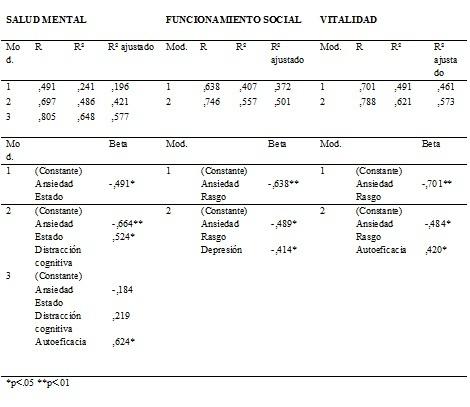 SALUD MENTAL FUNCIONAMIENTO SOCIAL VITALIDAD
Mo d. R R² R² ajustado Mod. R R² R² ajustado Mod. R R² R² ajusta do
1 ,491 ,241 ,196 1 ,638 ,407 ,372 1 ,701 ,491 ,461
2 ,697 ,486 ,421 2 ,746 ,557 ,501 2 ,788 ,621 ,573
3 ,805 ,648 ,577
Mo d. Beta Mod. Beta Mod. Beta
1 (Constante) 1 (Constante) 1 (Constante)
Ansiedad -,491* Ansiedad -,638** Ansiedad -,701**
Estado Rasgo Rasgo
2 (Constante) 2 (Constante) 2 (Constante)
Ansiedad -,664** Ansiedad -,489* Ansiedad -,484*
Estado ,524* Rasgo Rasgo
Distracción Depresión -,414* Autoeficacia ,420*
cognitiva
3 (Constante)
Ansiedad -,184
Estado
Distracción ,219
cognitiva
Autoeficacia ,624*
*p<.05 **p<.01